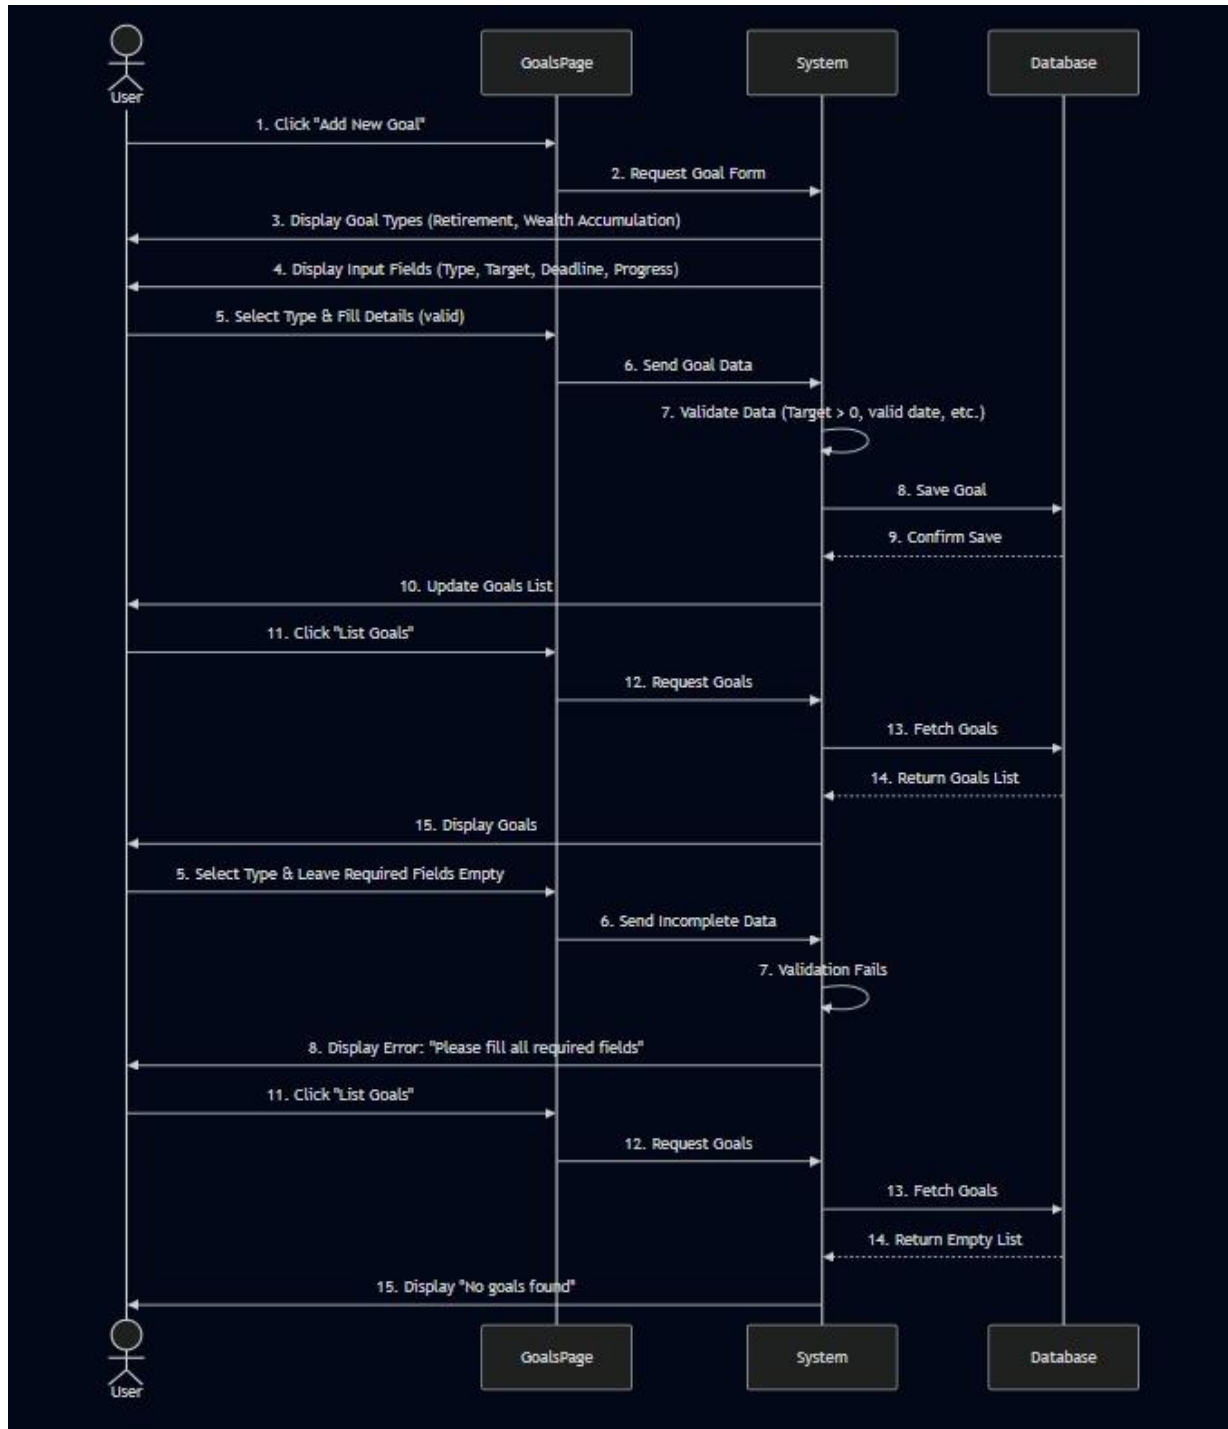 User
GoalsPage
System
Database
1. Click "Add New Goal"
2. Request Goal Form
3. Display Goal Types (Retirement, Wealth Accumulation)
4. Display Input Fields (Type, Target, Deadline, Progress)
5. Select Type & Fill Details (valid)
6. Send Goal Data
7. Validate Data (Target > 0, valid date, etc.)
8. Save Goal
9. Confirm Save
10. Update Goals List
11. Click "List Goals"
12. Request Goals
13. Fetch Goals
14. Return Goals List
15. Display Goals
5. Select Type & Leave Required Fields Empty
6. Send Incomplete Data
7. Validation Fails
8. Display Error: "Please fill all required fields"
11. Click "List Goals"
12. Request Goals
13. Fetch Goals
14. Return Empty List
15. Display "No goals found"
User
GoalsPage
System
Database